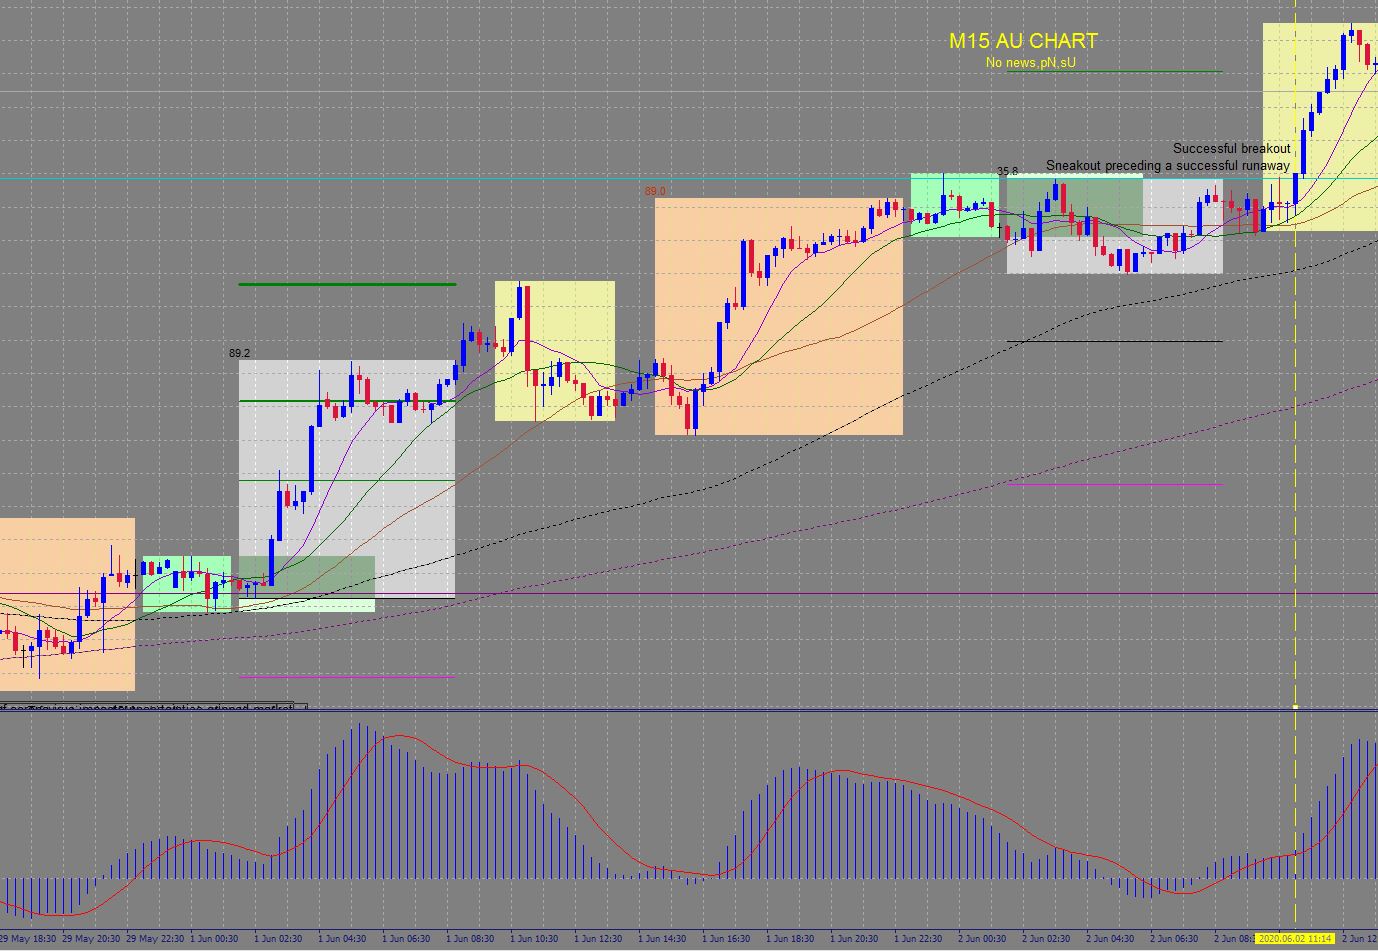 M15 AU CHART
No news,pN,sU
Successful breakout
Sneakout preceding a successful runaway
35.8
89.0
89.2
29 May 18:30 29 May 20:30 29 May 22:30 1 Jun 00:30 1 Jun 02:30 1 Jun 04:30 1 Jun 06:30 1 Jun 08:30 1 Jun 10:30 1 Jun 12:30 1 Jun 14:30 1 Jun 16:30 1 Jun 18:30 1 Jun 20:30 1 Jun 22:30 2 Jun 00:30 2 Jun 02:30 2 Jun 04:30 2 Jun 06:30 2 Jun 08: 2020.06.02 11:14 2 Jun 12